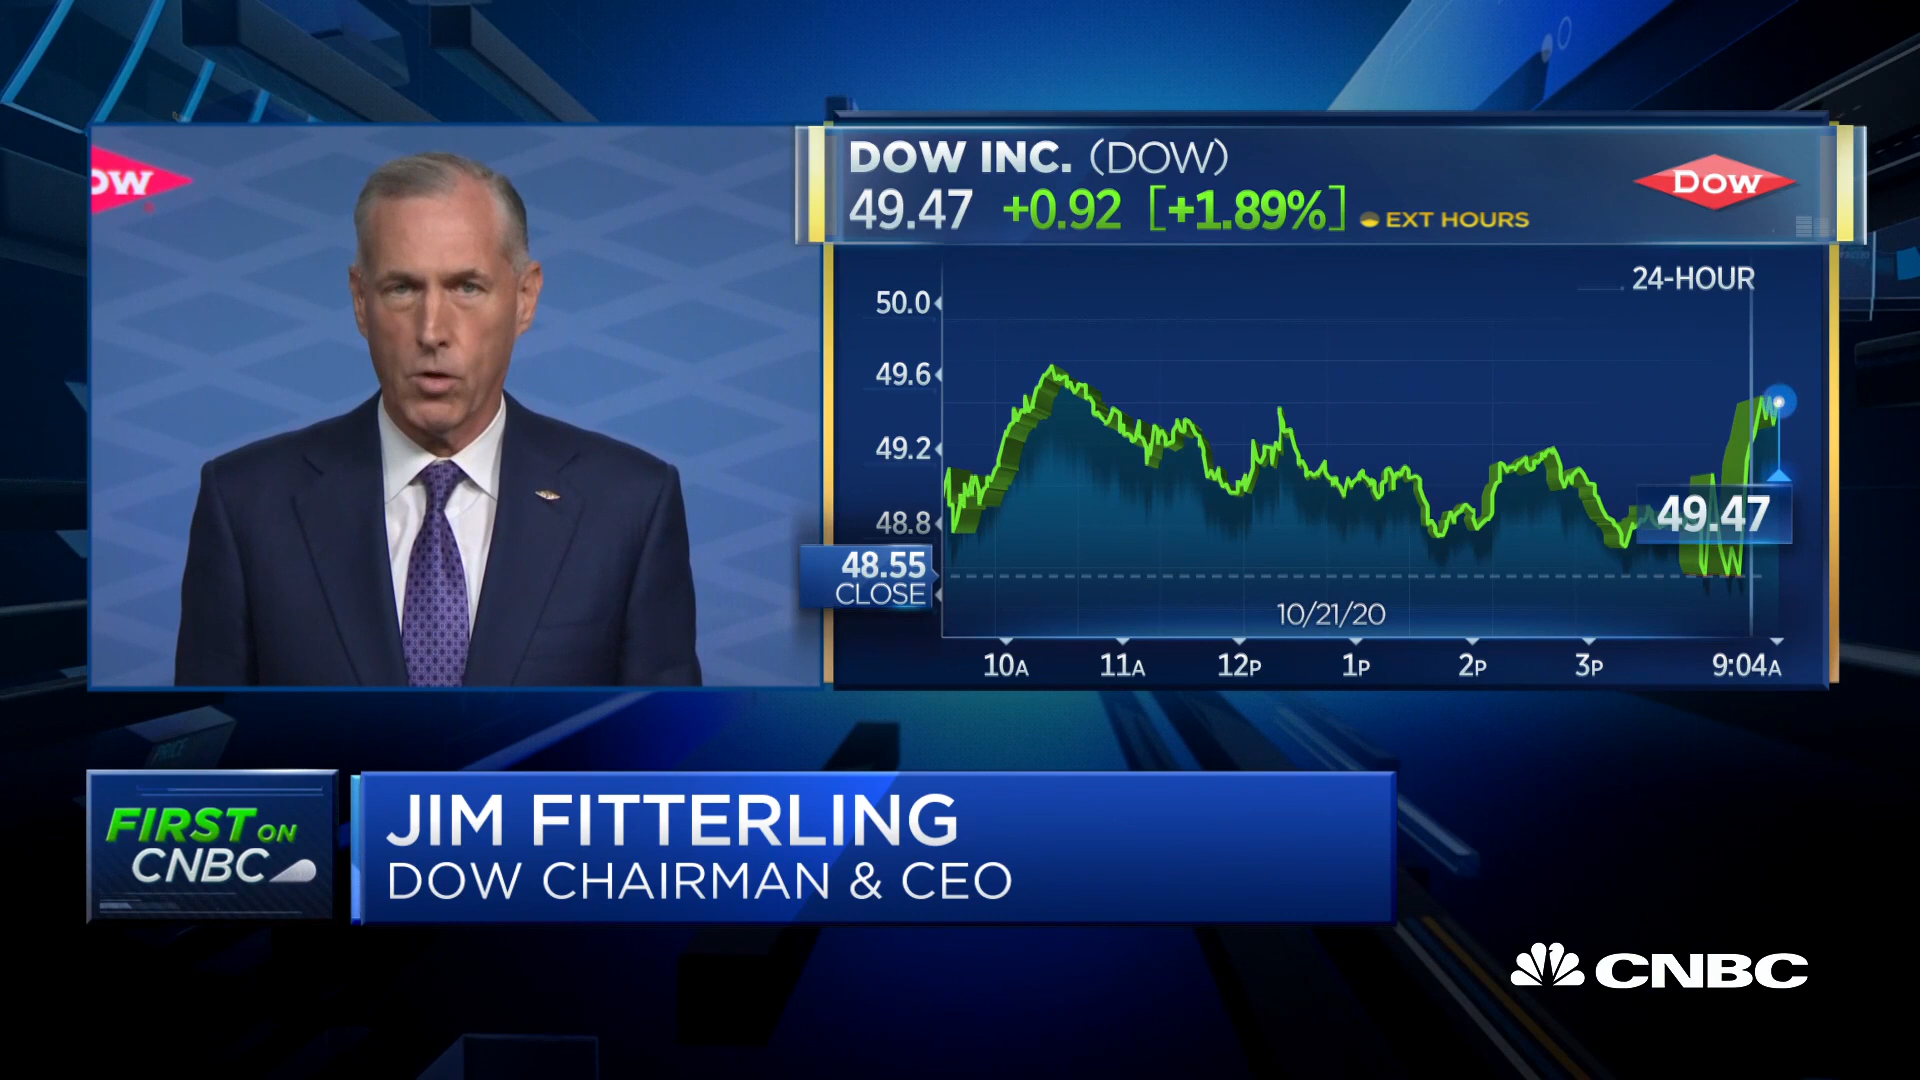 DOW
DOW INC. (DOW)
49.47 +0.92 [+1.89%] EXT HOURS
DOW
24-HOUR
50.0
49.6
49.2
48.8
49.47
48.55
CLOSE
10/21/20
10A 11A 12P 1P 2P 3P 9:04A
PRICE
FIRST ON
CNBC
JIM FITTERLING
DOW CHAIRMAN & CEO
CNBC